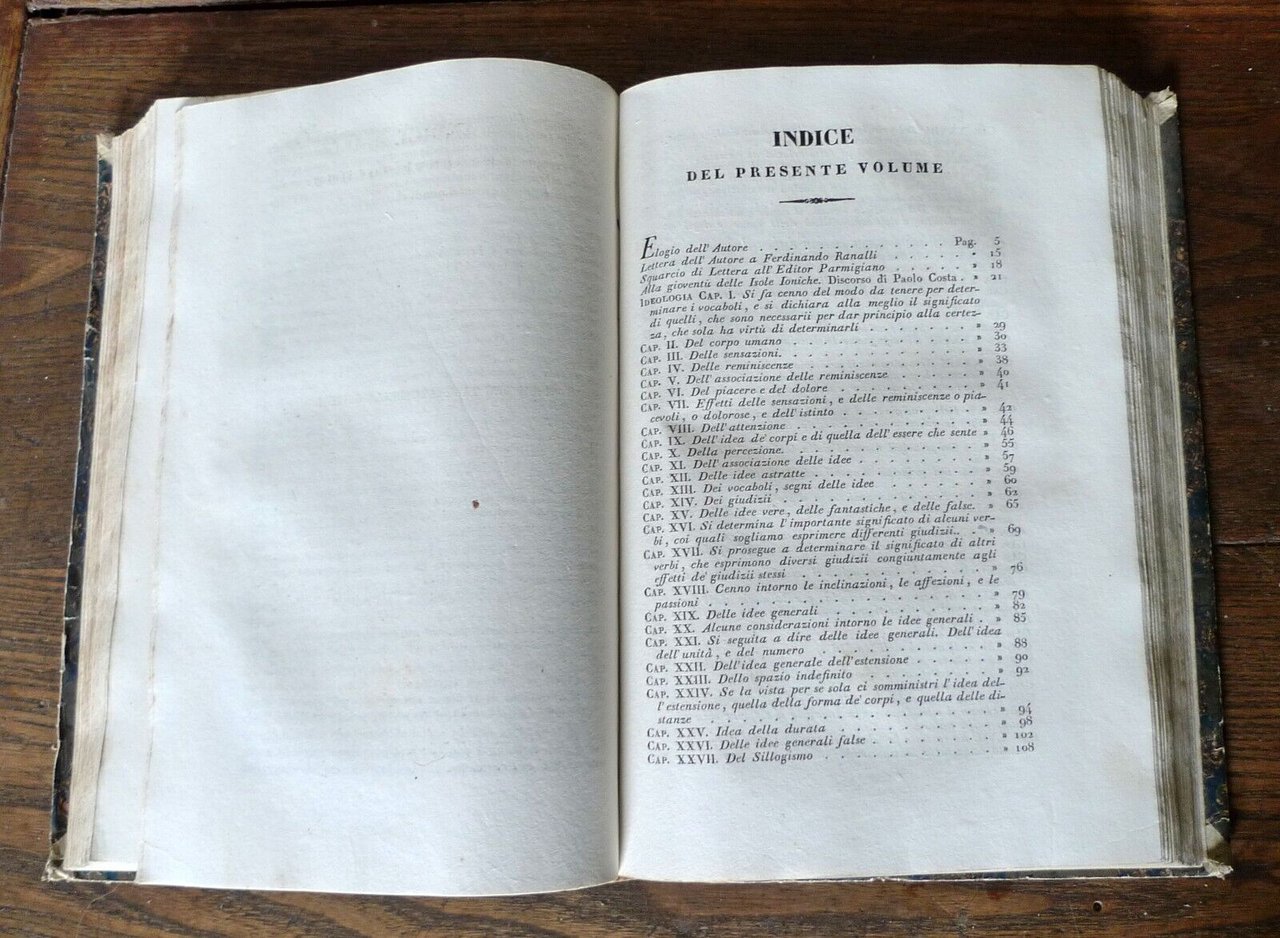 INDICE
DEL PRESENTE VOLUME
Elogio dell' Autore . . . . . . . . . . . . . Pag. 5
Lettera dell' Autore a Ferdinando Ranalli . . . . . . » 15
Squarcio di Lettera all' Editor Parmigiano . . . . . » 18
Alla gioventù delle Isole Ioniche. Discorso di Paolo Costa . » 21
IDEOLOGIA CAP. I. Si fa cenno del modo da tenere per deter-
minare i vocaboli, e si dichiara alla meglio il significato
di quelli, che sono necessarii per dar principio alla certez-
za, che sola ha virtù di determinarli . . . . . . . » 29
CAP. II. Del corpo umano . . . . . . . . . . . » 30
CAP. III. Delle sensazioni. . . . . . . . . . . . » 33
CAP. IV. Delle reminiscenze . . . . . . . . . . » 38
CAP. V. Dell' associazione delle reminiscenze . . . . . » 40
CAP. VI. Del piacere e del dolore . . . . . . . . » 41
CAP. VII. Effetti delle sensazioni, e delle reminiscenze o pia-
cevoli, o dolorose, e dell' istinto . . . . . . . . » 42
CAP. VIII. Dell' attenzione . . . . . . . . . . . » 44
CAP. IX. Dell' idea de' corpi e di quella dell' essere che sente » 46
CAP. X. Della percezione. . . . . . . . . . . . » 55
CAP. XI. Dell' associazione delle idee . . . . . . . » 57
CAP. XII. Delle idee astratte . . . . . . . . . . » 59
CAP. XIII. Dei vocaboli, segni delle idee . . . . . . » 60
CAP. XIV. Dei giudizii . . . . . . . . . . . . » 62
CAP. XV. Delle idee vere, delle fantastiche, e delle false. » 65
CAP. XVI. Si determina l' importante significato di alcuni ver-
bi, coi quali sogliamo esprimere differenti giudizii. . . » 69
CAP. XVII. Si prosegue a determinare il significato di altri
verbi, che esprimono diversi giudizii congiuntamente agli
effetti de' giudizii stessi . . . . . . . . . . . » 76
CAP. XVIII. Cenno intorno le inclinazioni, le affezioni, e le
passioni . . . . . . . . . . . . . . . . » 79
CAP. XIX. Delle idee generali . . . . . . . . . . » 82
CAP. XX. Alcune considerazioni intorno le idee generali . » 85
CAP. XXI. Si seguita a dire delle idee generali. Dell' idea
dell' unità, e del numero . . . . . . . . . . . » 88
CAP. XXII. Dell' idea generale dell' estensione . . . . . » 90
CAP. XXIII. Dello spazio indefinito . . . . . . . . » 92
CAP. XXIV. Se la vista per se sola ci somministri l' idea del-
l' estensione, quella della forma de' corpi, e quella delle di-
stanze . . . . . . . . . . . . . . . . . » 94
CAP. XXV. Idea della durata . . . . . . . . . . » 98
CAP. XXVI. Delle idee generali false . . . . . . . . » 102
CAP. XXVII. Del Sillogismo . . . . . . . . . . . » 108